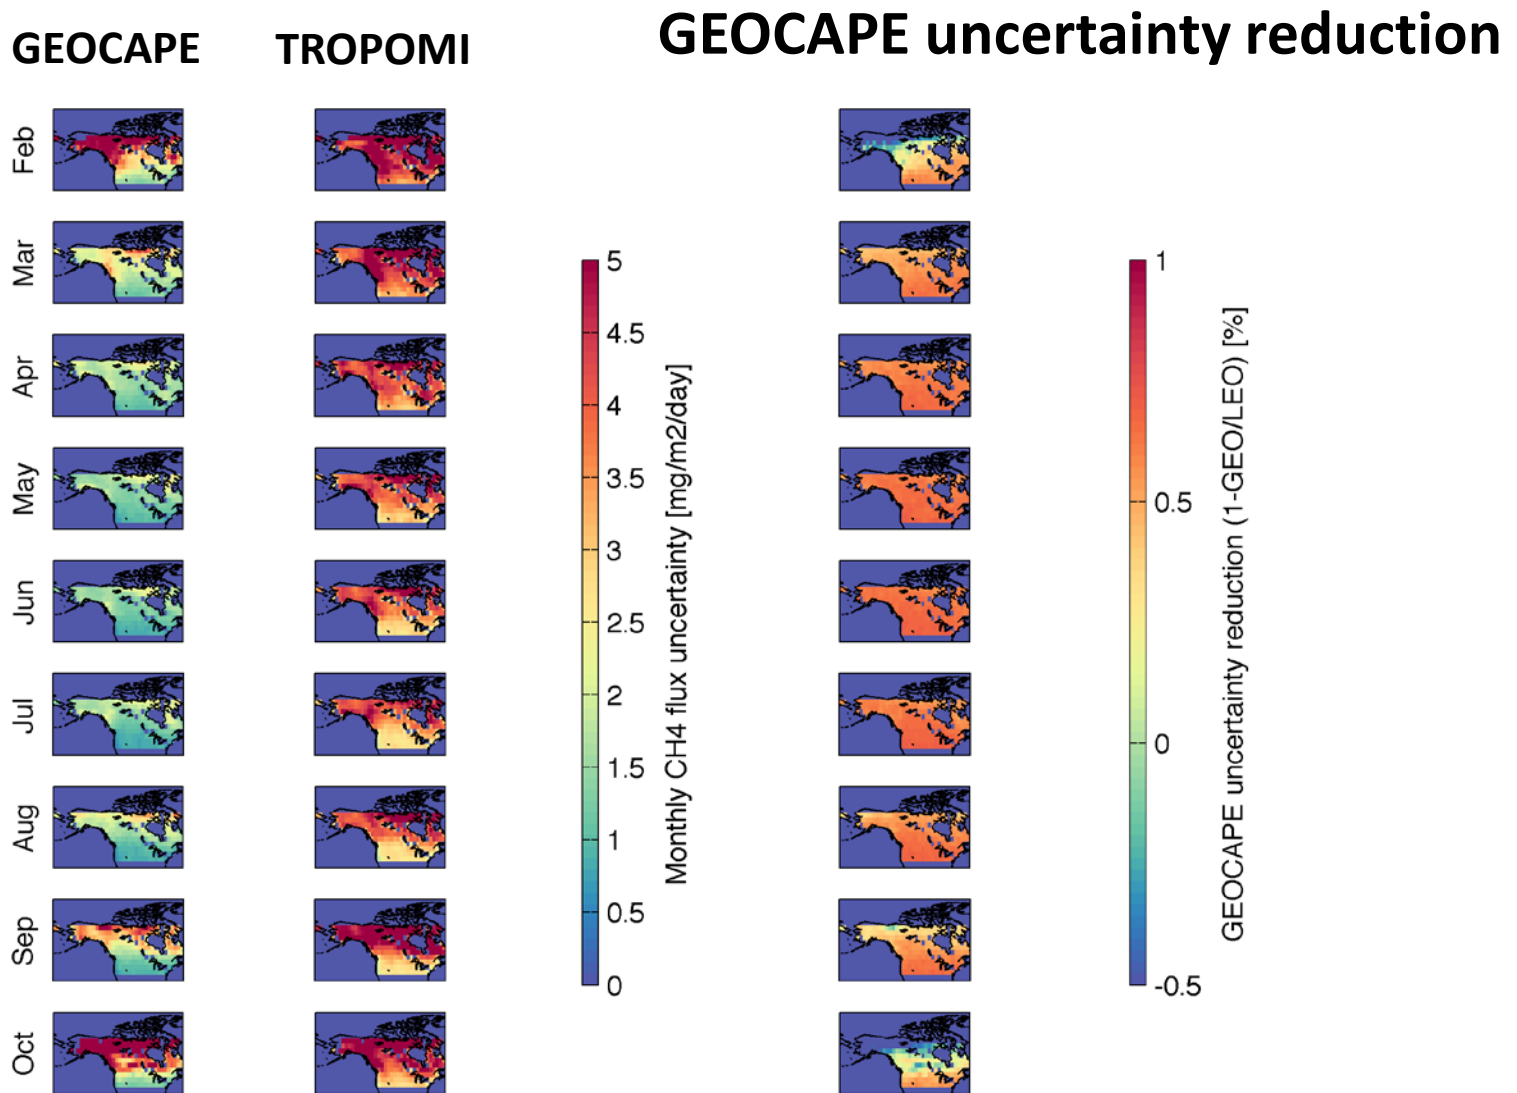 GEOCAPE
TROPOMI
GEOCAPE uncertainty reduction
Feb
Mar
Apr
May
Jun
Jul
Aug
Sep
Oct
5
4.5
4
3.5
3
2.5
2
1.5
1
0.5
0
Monthly CH4 flux uncertainty [mg/m2/day]
1
0.5
0
-0.5
GEOCAPE uncertainty reduction (1-GEO/LEO) [%]